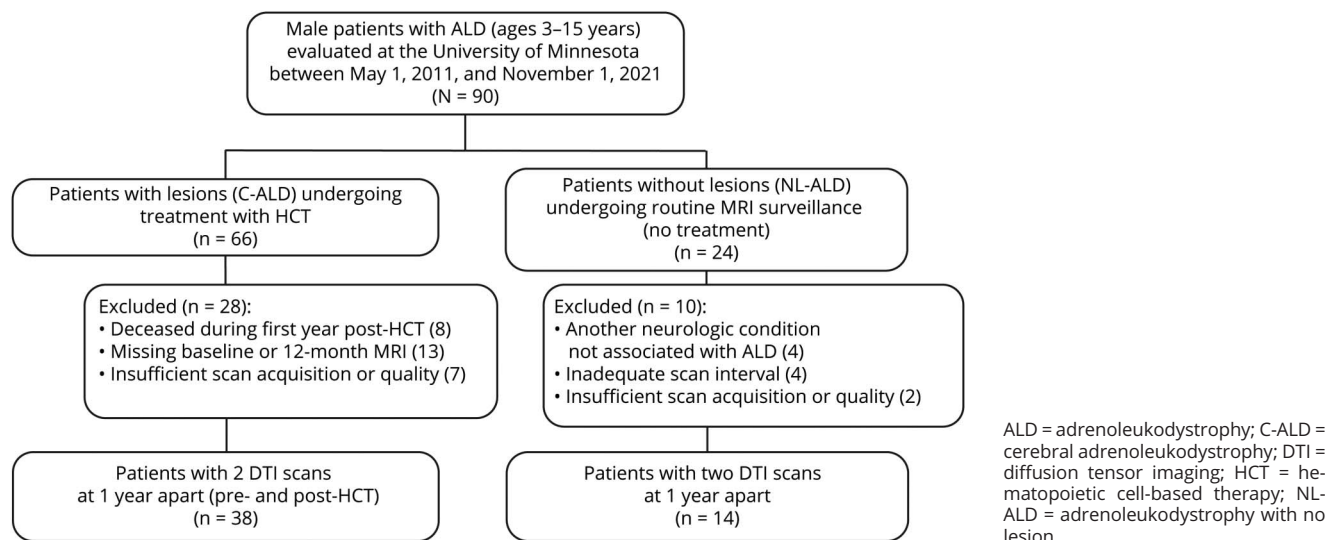 Male patients with ALD (ages 3–15 years)
evaluated at the University of Minnesota
between May 1, 2011, and November 1, 2021
(N = 90)
Patients with lesions (C-ALD) undergoing
treatment with HCT
(n = 66)
Patients without lesions (NL-ALD)
undergoing routine MRI surveillance
(no treatment)
(n = 24)
Excluded (n = 28):
• Deceased during first year post-HCT (8)
• Missing baseline or 12-month MRI (13)
• Insufficient scan acquisition or quality (7)
Excluded (n = 10):
• Another neurologic condition
not associated with ALD (4)
• Inadequate scan interval (4)
• Insufficient scan acquisition or quality (2)
Patients with 2 DTI scans
at 1 year apart (pre- and post-HCT)
(n = 38)
Patients with two DTI scans
at 1 year apart
(n = 14)
ALD = adrenoleukodystrophy; C-ALD =
cerebral adrenoleukodystrophy; DTI =
diffusion tensor imaging; HCT = he-
matopoietic cell-based therapy; NL-
ALD = adrenoleukodystrophy with no
lesion